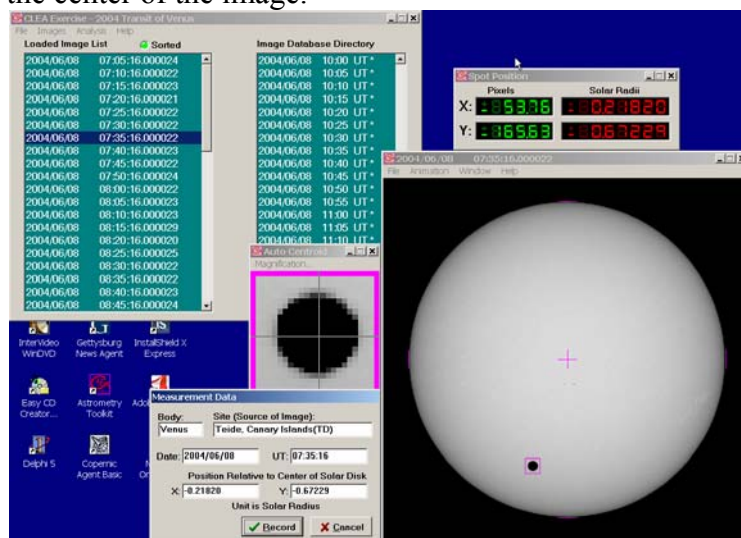 the center of the image.
CLEA Exercise - 2004 Transit of Venus
File Images Analysis Help
Loaded Image List
Sorted
2004/06/08 07:05:16.000024
2004/06/08 07:10:16.000022
2004/06/08 07:15:16.000023
2004/06/08 07:20:16.000021
2004/06/08 07:25:16.000022
2004/06/08 07:30:16.000022
2004/06/08 07:35:16.000022
2004/06/08 07:40:16.000023
2004/06/08 07:45:16.000022
2004/06/08 07:50:16.000024
2004/06/08 08:00:16.000022
2004/06/08 08:05:16.000023
2004/06/08 08:10:16.000023
2004/06/08 08:15:16.000029
2004/06/08 08:20:16.000020
2004/06/08 08:25:16.000025
2004/06/08 08:30:16.000022
2004/06/08 08:35:16.000022
2004/06/08 08:40:16.000023
2004/06/08 08:45:16.000024
Image Database Directory
2004/06/08 10:00 UT *
2004/06/08 10:05 UT *
2004/06/08 10:10 UT *
2004/06/08 10:15 UT *
2004/06/08 10:20 UT *
2004/06/08 10:25 UT *
2004/06/08 10:30 UT *
2004/06/08 10:35 UT *
2004/06/08 10:40 UT *
2004/06/08 10:45 UT *
2004/06/08 10:50 UT *
2004/06/08 10:55 UT *
2004/06/08 11:00 UT *
2004/06/08 11:05 UT *
2004/06/08 11:10 UT *
Spot Position
Pixels Solar Radii
X: -53.76 -0.21820
Y: -165.63 -0.67229
2004/06/08 07:35:16.000022
File Animation Window Help
Auto Centroid
Magnification...
InterVideo WinDVD
Gettysburg News Agent
InstallShield X Express
Easy CD Creator...
Astrometry Toolkit
Delphi 5
Copernic Agent Basic
Measurement Data
Body: Site (Source of Image):
Venus Teide, Canary Islands(TD)
Date: 2004/06/08 UT: 07:35:16
Position Relative to Center of Solar Disk
X: -0.21820 Y: -0.67229
Unit is Solar Radius
Record Cancel